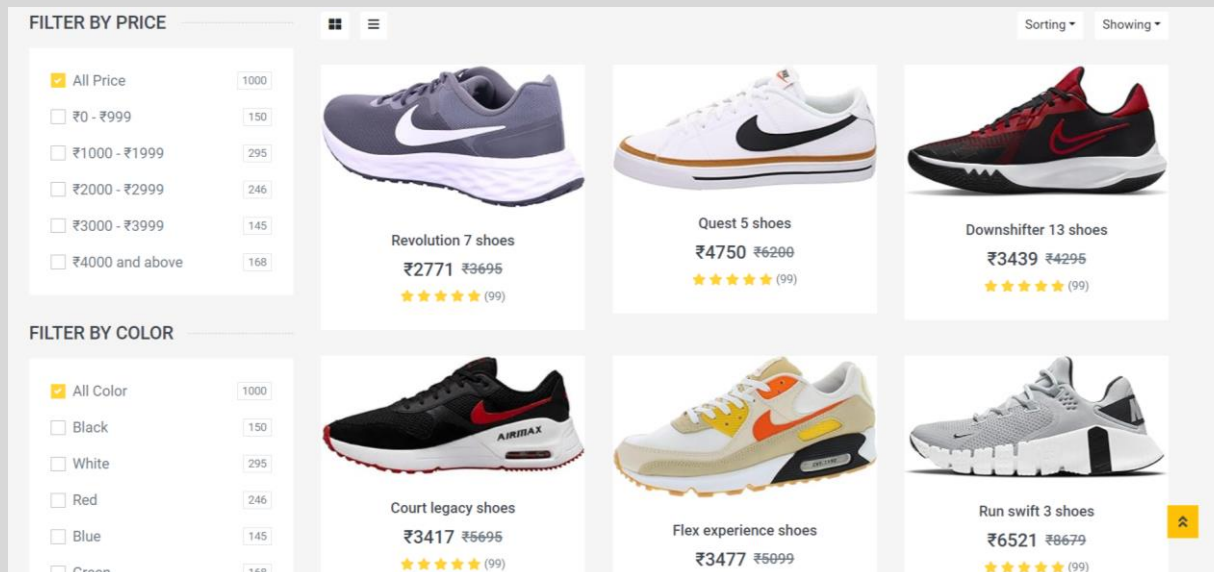 FILTER BY PRICE
All Price 1000
₹0 - ₹999 150
₹1000 - ₹1999 295
₹2000 - ₹2999 246
₹3000 - ₹3999 145
₹4000 and above 168
FILTER BY COLOR
All Color 1000
Black 150
White 295
Red 246
Blue 145
Green 168
Sorting Showing
Revolution 7 shoes
₹2771 ₹3695
(99)
Quest 5 shoes
₹4750 ₹6200
(99)
Downshifter 13 shoes
₹3439 ₹4295
(99)
AIRMAX
Court legacy shoes
₹3417 ₹5695
(99)
Flex experience shoes
₹3477 ₹5099
Run swift 3 shoes
₹6521 ₹8679
(99)